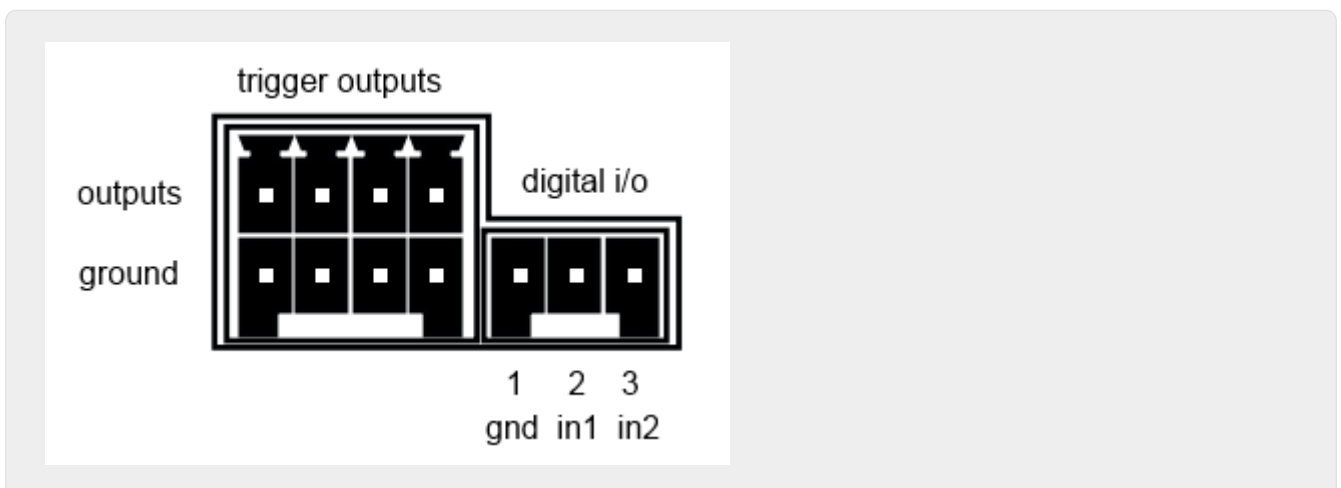 trigger outputs
digital i/o
outputs
ground
1 2 3
gnd in1 in2